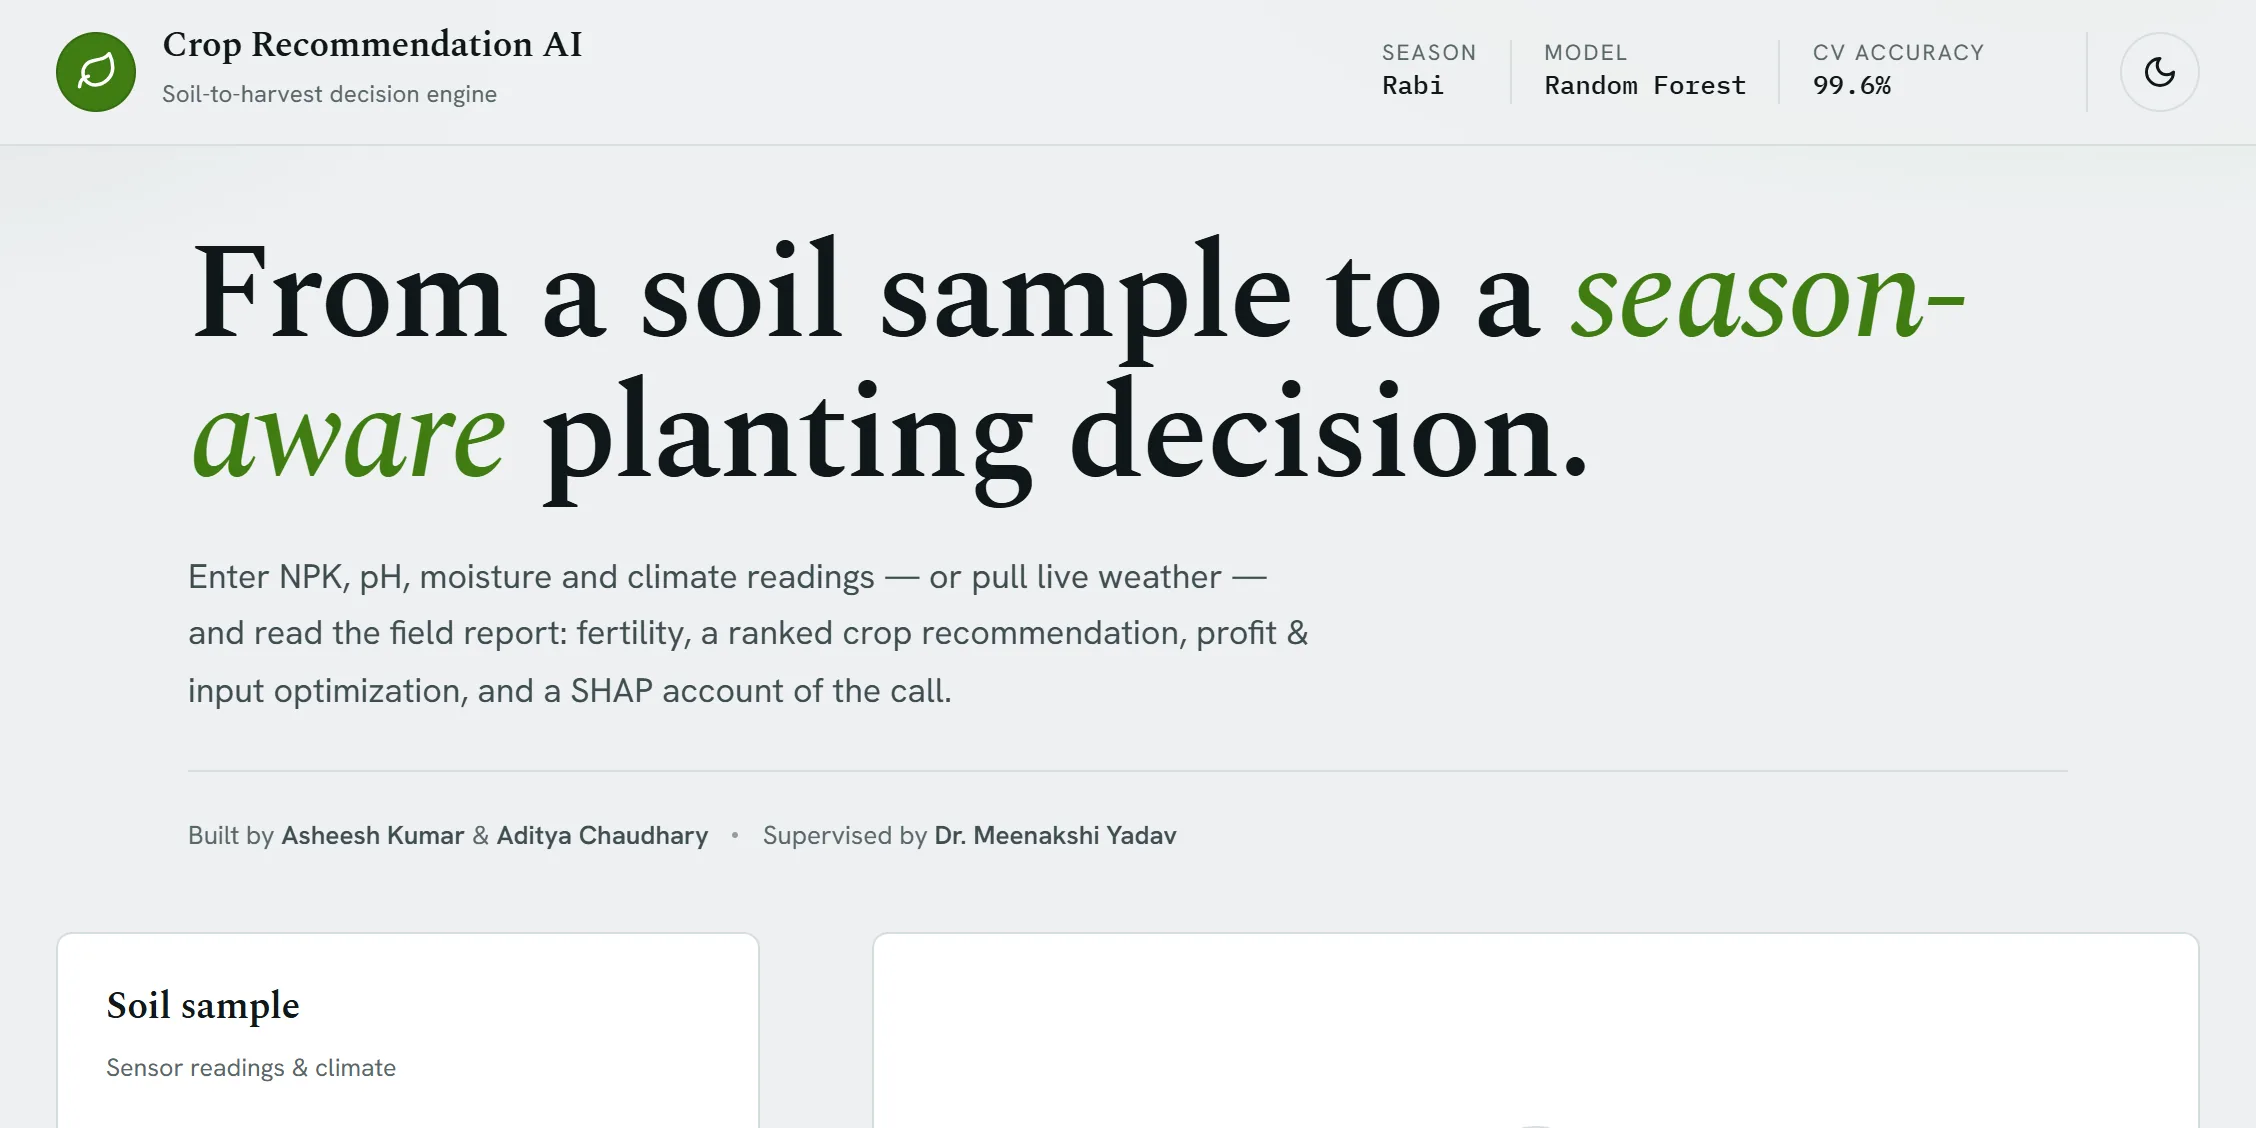 Crop Recommendation AI
Soil-to-harvest decision engine
SEASON
Rabi
MODEL
Random Forest
CV ACCURACY
99.6%
From a soil sample to a season-
aware planting decision.
Enter NPK, pH, moisture and climate readings — or pull live weather —
and read the field report: fertility, a ranked crop recommendation, profit &
input optimization, and a SHAP account of the call.
Built by Asheesh Kumar & Aditya Chaudhary • Supervised by Dr. Meenakshi Yadav
Soil sample
Sensor readings & climate